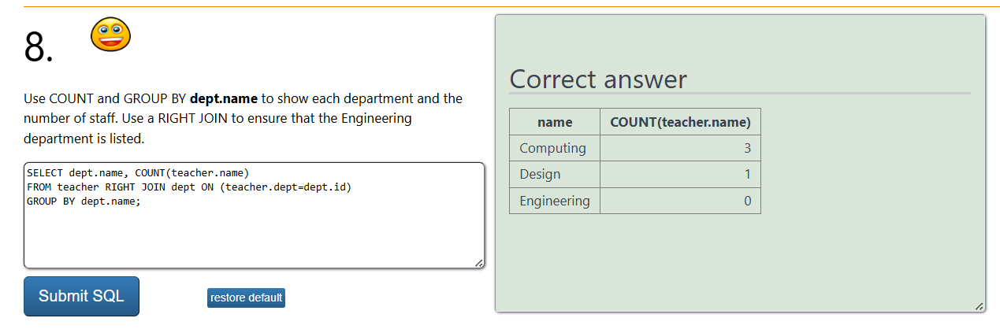 8.
Use COUNT and GROUP BY dept.name to show each department and the
number of staff. Use a RIGHT JOIN to ensure that the Engineering
department is listed.
SELECT dept.name, COUNT(teacher.name)
FROM teacher RIGHT JOIN dept ON (teacher.dept=dept.id)
GROUP BY dept.name;
Submit SQL
restore default
Correct answer
name COUNT(teacher.name)
Computing 3
Design 1
Engineering 0